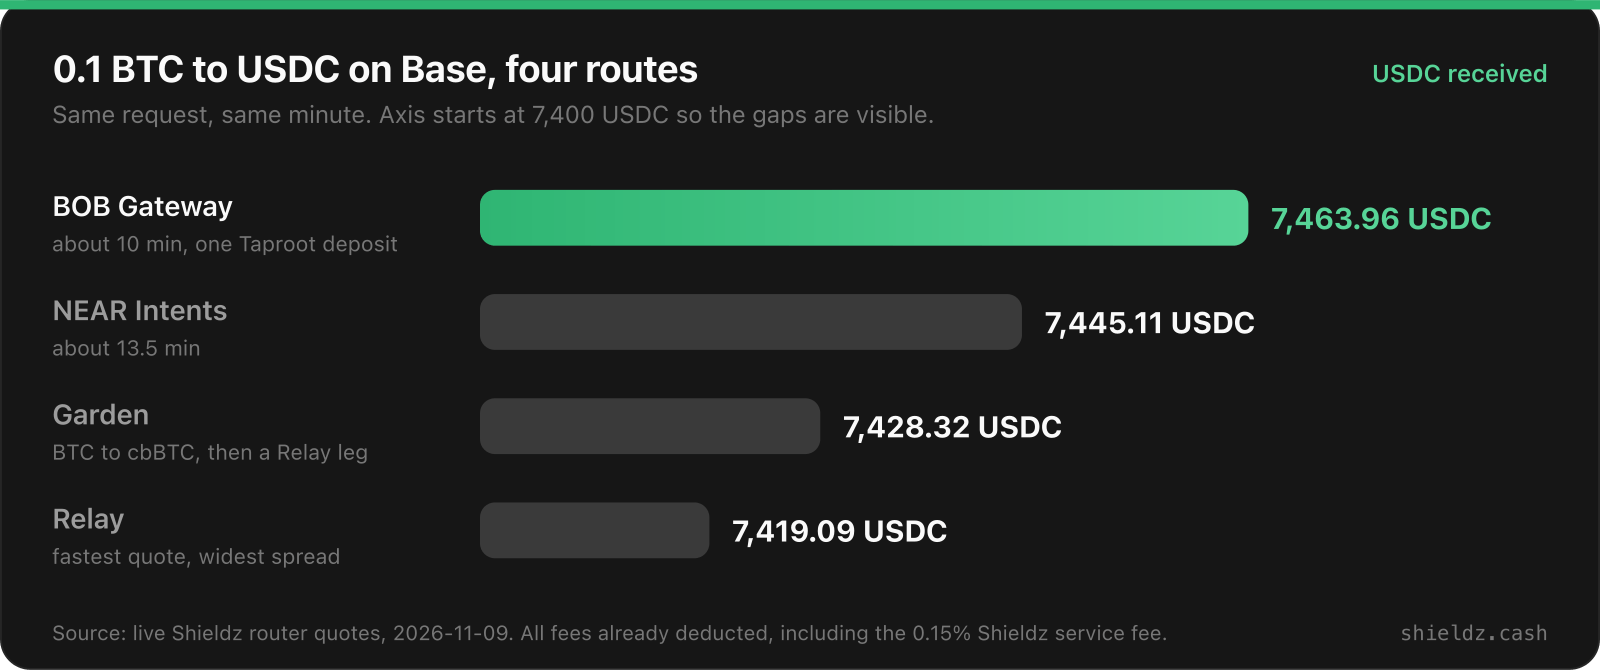 0.1 BTC to USDC on Base, four routes
USDC received
Same request, same minute. Axis starts at 7,400 USDC so the gaps are visible.
BOB Gateway
about 10 min, one Taproot deposit
7,463.96 USDC
NEAR Intents
about 13.5 min
7,445.11 USDC
Garden
BTC to cbBTC, then a Relay leg
7,428.32 USDC
Relay
fastest quote, widest spread
7,419.09 USDC
Source: live Shieldz router quotes, 2026-11-09. All fees already deducted, including the 0.15% Shieldz service fee.
shieldz.cash